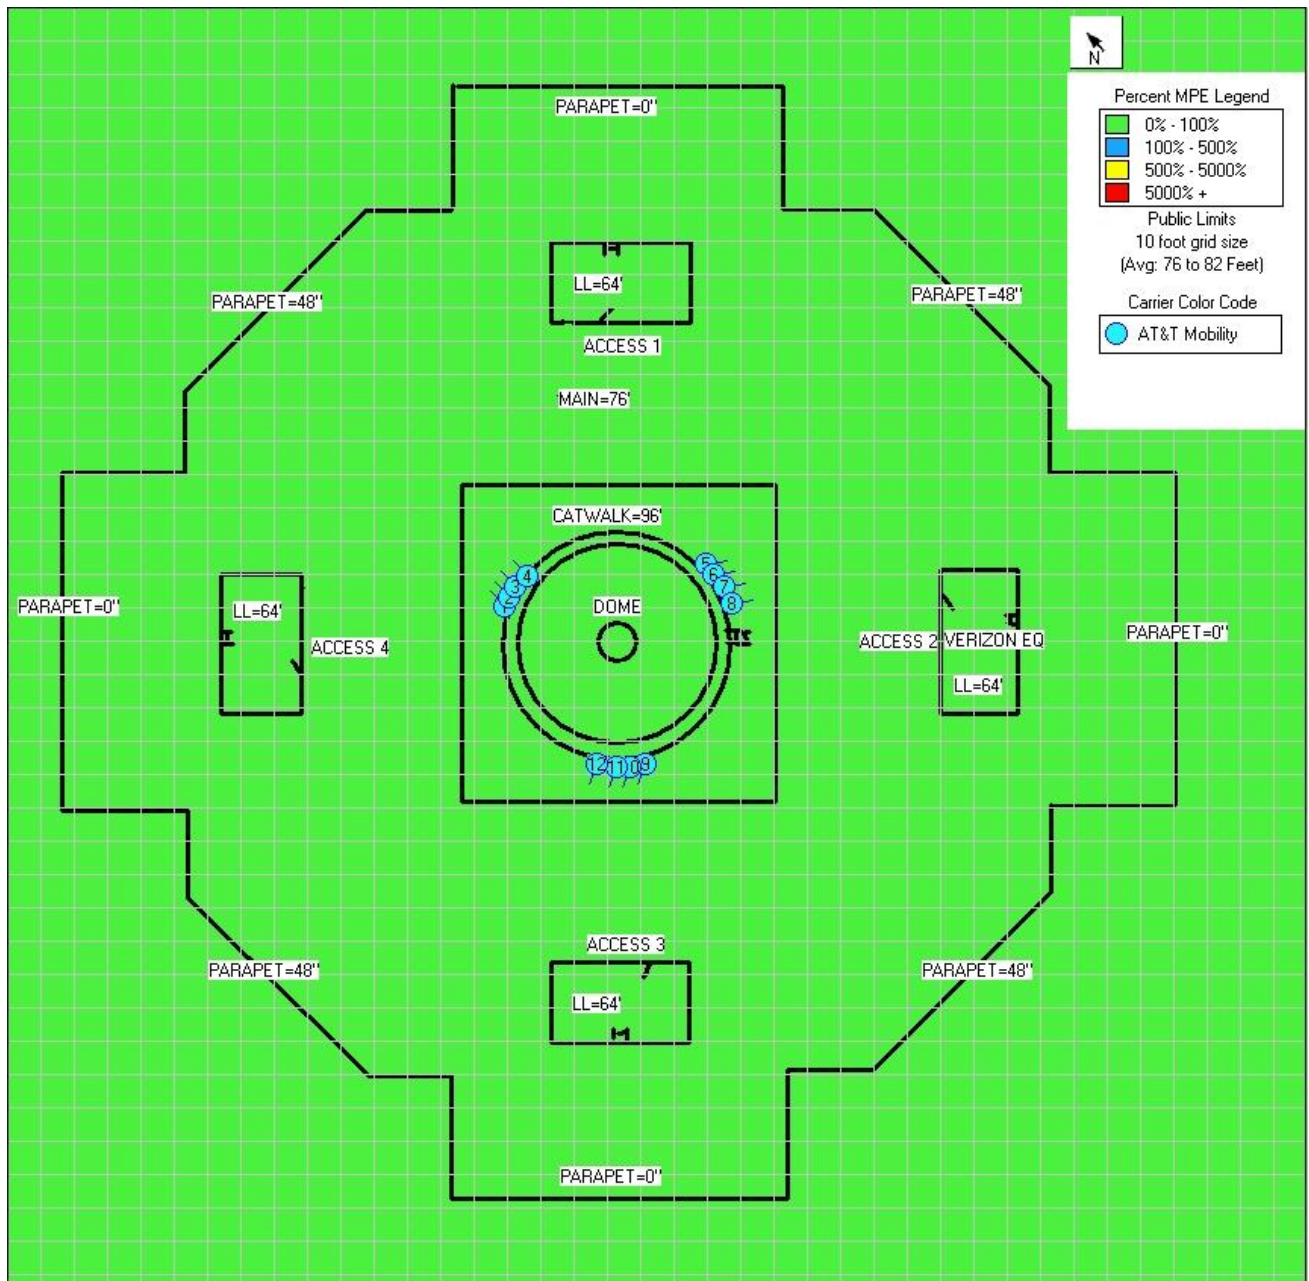 N
Percent MPE Legend
0% - 100%
100% - 500%
500% - 5000%
5000% +
Public Limits
10 foot grid size
(Avg: 76 to 82 Feet)
Carrier Color Code
AT&T Mobility
PARAPET=0"
PARAPET=48"
PARAPET=48"
LL=64'
ACCESS 1
MAIN=76'
CATWALK=96'
4
3
2
5
6
7
8
DOME
PARAPET=0"
LL=64'
ACCESS 4
ACCESS 2
VERIZON EQ
LL=64'
PARAPET=0"
12
11
9
ACCESS 3
LL=64'
PARAPET=48"
PARAPET=48"
PARAPET=0"